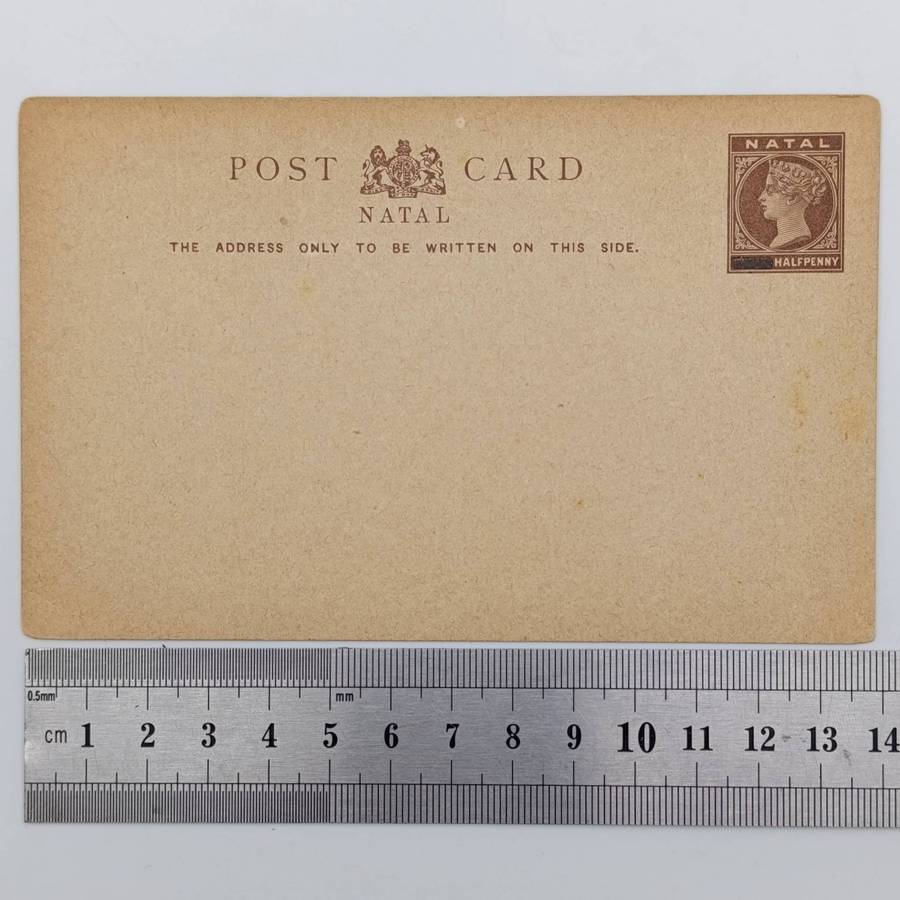 NATAL
POST CARD
NATAL
THE ADDRESS ONLY TO BE WRITTEN ON THIS SIDE.
HALFPENNY
0.5mm mm
cm 1 2 3 4 5 6 7 8 9 10 11 12 13 14